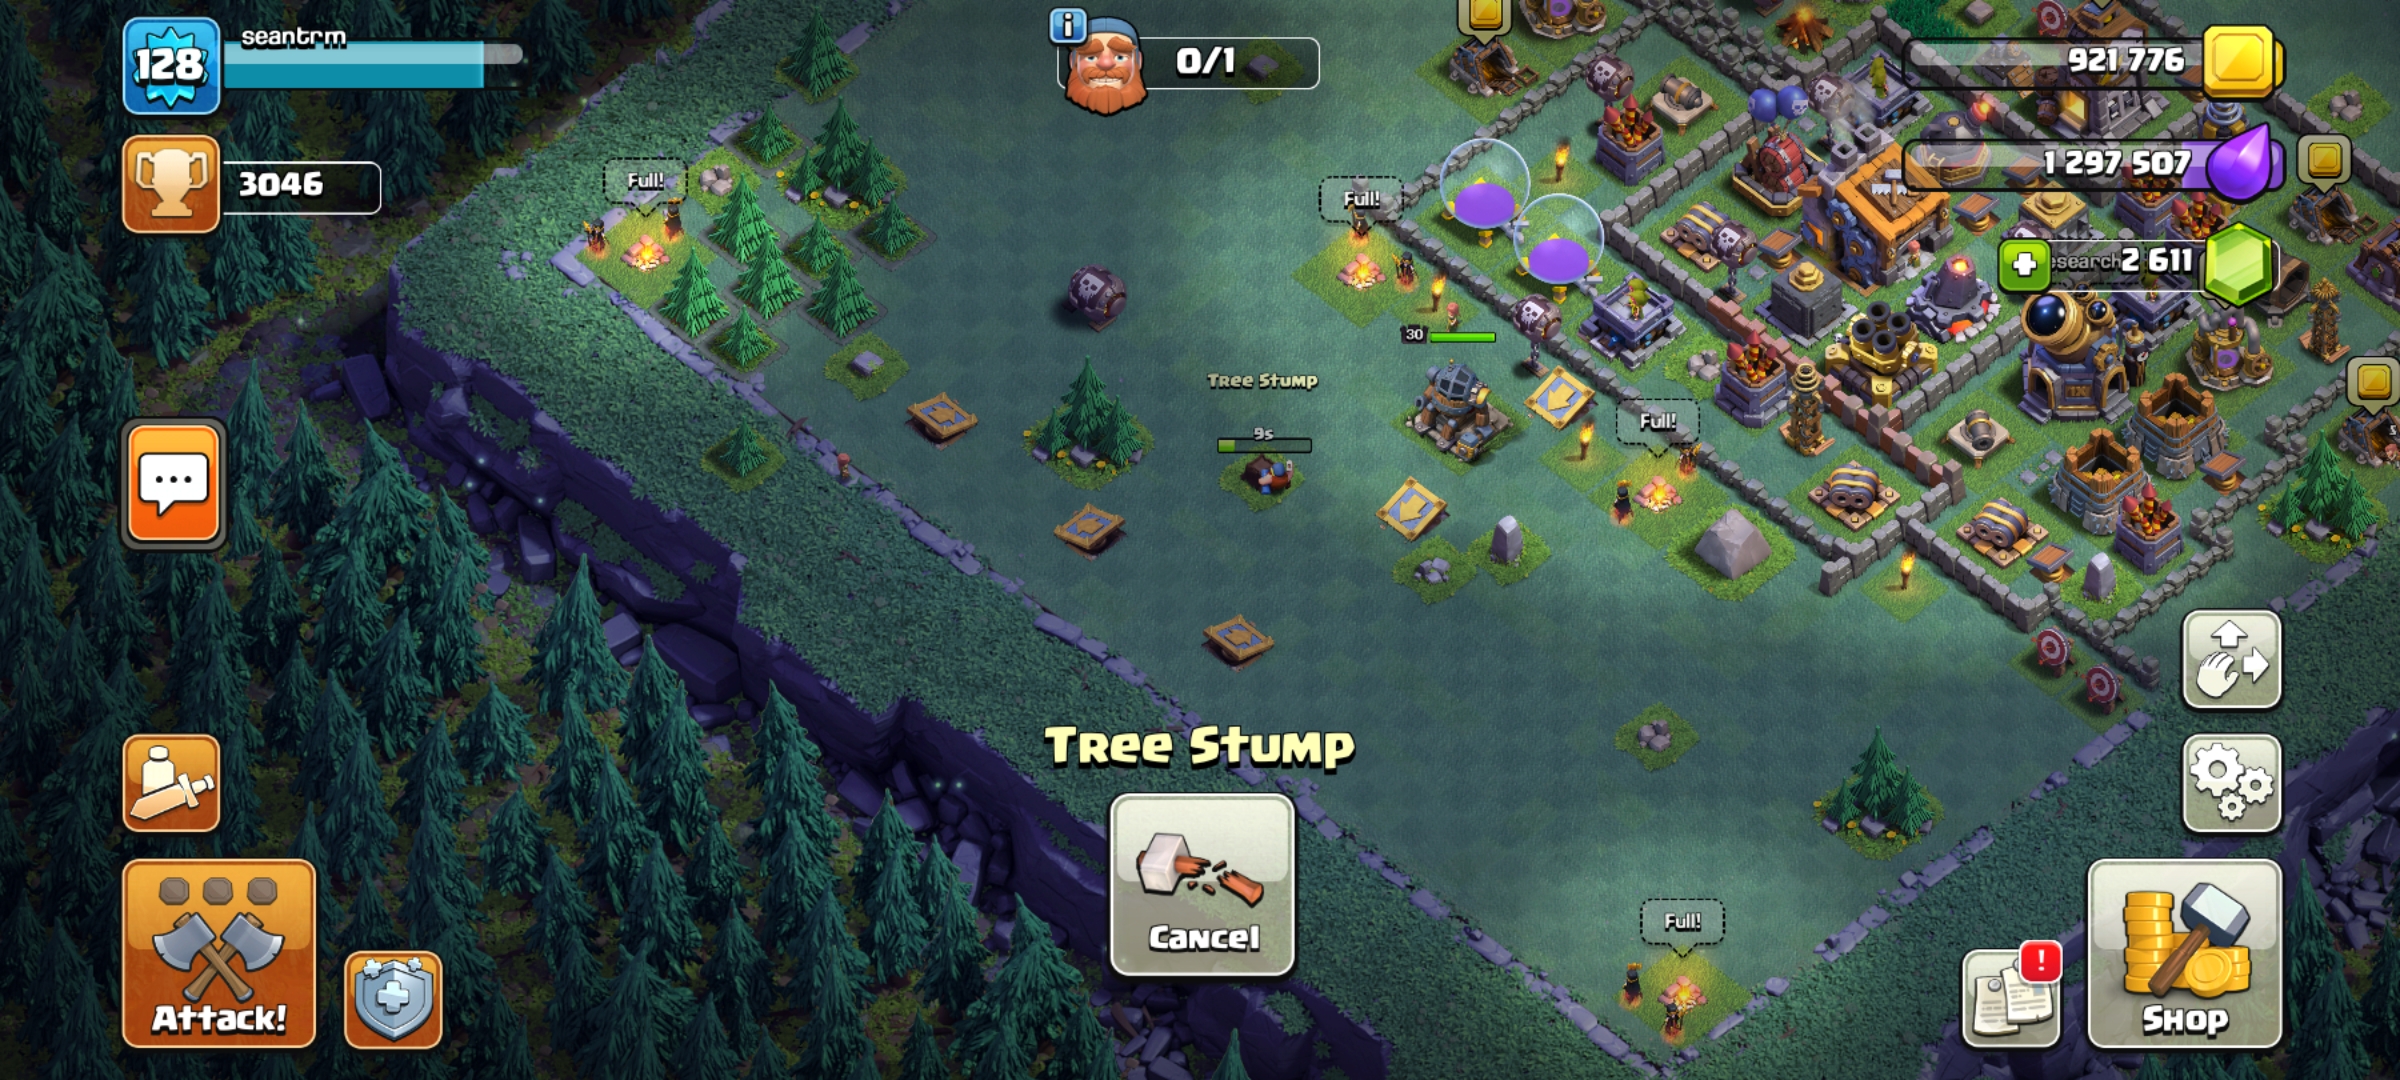 128
seantrm
0/1
921 776
3046
1 297 507
2 611
esearch
Full!
Full!
30
Tree Stump
9s
Full!
Tree Stump
Cancel
Full!
Attack!
!
Shop